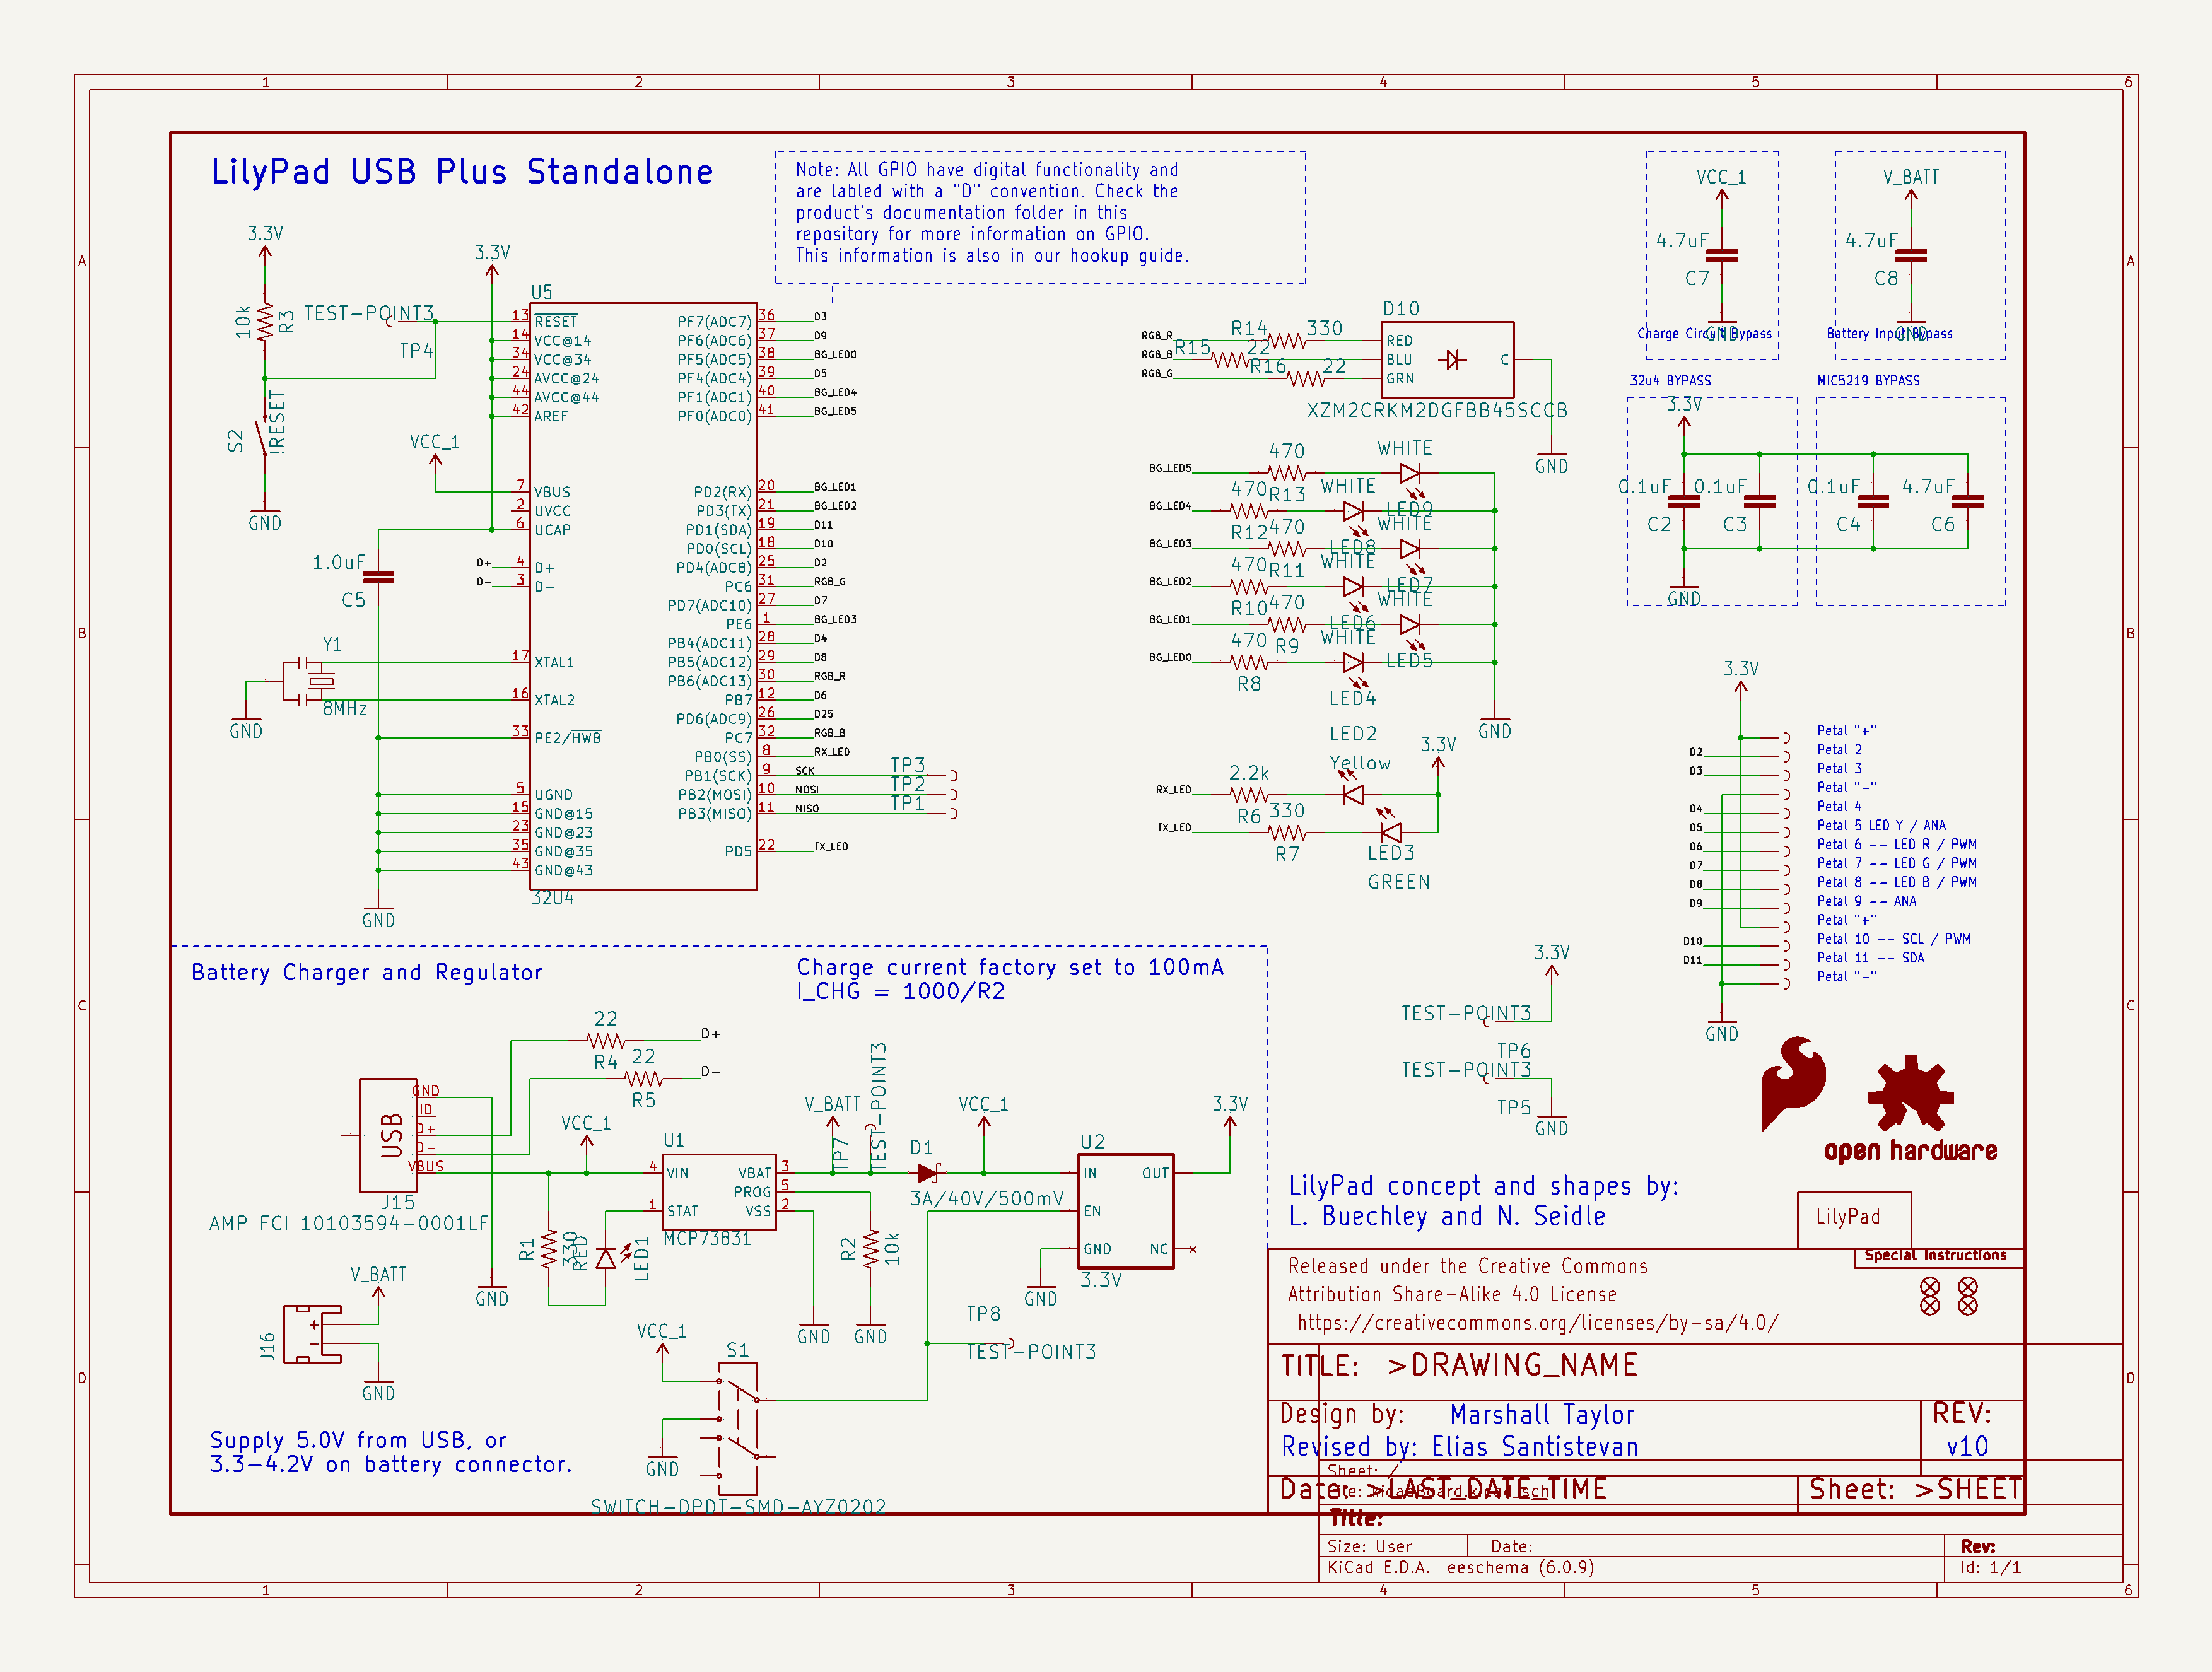 1 2 3 4 5 6
A
B
C
D
LilyPad USB Plus Standalone
Note: All GPIO have digital functionality and
are labled with a "D" convention. Check the
product's documentation folder in this
repository for more information on GPIO.
This information is also in our hookup guide.
3.3V
10k
R3
TEST-POINT3
TP4
S2
!RESET
GND
3.3V
VCC_1
1.0uF
C5
Y1
8MHz
GND
GND
D+
D-
U5
13 RESET
14 VCC@14
34 VCC@34
24 AVCC@24
44 AVCC@44
42 AREF
7 VBUS
2 UVCC
6 UCAP
4 D+
3 D-
17 XTAL1
16 XTAL2
33 PE2/HWB
5 UGND
15 GND@15
23 GND@23
35 GND@35
43 GND@43
32U4
PF7(ADC7) 36 D3
PF6(ADC6) 37 D9
PF5(ADC5) 38 BG_LED0
PF4(ADC4) 39 D5
PF1(ADC1) 40 BG_LED4
PF0(ADC0) 41 BG_LED5
PD2(RX) 20 BG_LED1
PD3(TX) 21 BG_LED2
PD1(SDA) 19 D11
PD0(SCL) 18 D10
PD4(ADC8) 25 D2
PC6 31 RGB_G
PD7(ADC10) 27 D7
PE6 1 BG_LED3
PB4(ADC11) 28 D4
PB5(ADC12) 29 D8
PB6(ADC13) 30 RGB_R
PB7 12 D6
PD6(ADC9) 26 D25
PC7 32 RGB_B
PB0(SS) 8 RX_LED
PB1(SCK) 9 SCK TP3
PB2(MOSI) 10 MOSI TP2
PB3(MISO) 11 MISO TP1
PD5 22 TX_LED
D10
RGB_R R14 330 RED
RGB_B R15 22 BLU C
RGB_G R16 22 GRN
XZM2CRKM2DGFBB45SCCB
GND
BG_LED5 470 R13 WHITE LED9
BG_LED4 470 R12 WHITE LED8
BG_LED3 470 R11 WHITE LED7
BG_LED2 470 R10 WHITE LED6
BG_LED1 470 R9 WHITE LED5
BG_LED0 470 R8 WHITE LED4
GND
LED2
Yellow
3.3V
RX_LED 2.2k R6
TX_LED 330 R7
LED3
GREEN
VCC_1
4.7uF
C7
GND
Charge Circuit Bypass
V_BATT
4.7uF
C8
GND
Battery Input Bypass
32u4 BYPASS
MIC5219 BYPASS
3.3V
0.1uF 0.1uF 0.1uF 4.7uF
C2 C3 C4 C6
GND
3.3V
Petal "+"
D2 Petal 2
D3 Petal 3
Petal "-"
D4 Petal 4
D5 Petal 5 LED Y / ANA
D6 Petal 6 -- LED R / PWM
D7 Petal 7 -- LED G / PWM
D8 Petal 8 -- LED B / PWM
D9 Petal 9 -- ANA
Petal "+"
D10 Petal 10 -- SCL / PWM
D11 Petal 11 -- SDA
Petal "-"
GND
3.3V
TEST-POINT3
TP6
TEST-POINT3
TP5
GND
open hardware
Battery Charger and Regulator
Charge current factory set to 100mA
I_CHG = 1000/R2
22
R4
D+
22
R5
D-
USB
GND
ID
D+
D-
VBUS
J15
AMP FCI 10103594-0001LF
GND
VCC_1
R1
330
RED
LED1
U1
4 VIN
1 STAT
VBAT 3
PROG 5
VSS 2
MCP73831
GND
R2
10k
GND
V_BATT
TP7
TEST-POINT3
D1
3A/40V/500mV
VCC_1
U2
IN OUT
EN
GND NC
3.3V
3.3V
GND
TP8
TEST-POINT3
V_BATT
J16
+
-
GND
VCC_1
S1
GND
SWITCH-DPDT-SMD-AYZ0202
Supply 5.0V from USB, or
3.3-4.2V on battery connector.
LilyPad concept and shapes by:
L. Buechley and N. Seidle
LilyPad
Released under the Creative Commons
Attribution Share-Alike 4.0 License
https://creativecommons.org/licenses/by-sa/4.0/
Special Instructions
TITLE: >DRAWING_NAME
Design by: Marshall Taylor
REV:
Revised by: Elias Santistevan
v10
Sheet: /
File: kicadBoard.kicad_sch
Date: >LAST_DATE_TIME
Sheet: >SHEET
Title:
Size: User Date: Rev:
KiCad E.D.A. eeschema (6.0.9) Id: 1/1
1 2 3 4 5 6
A
B
C
D